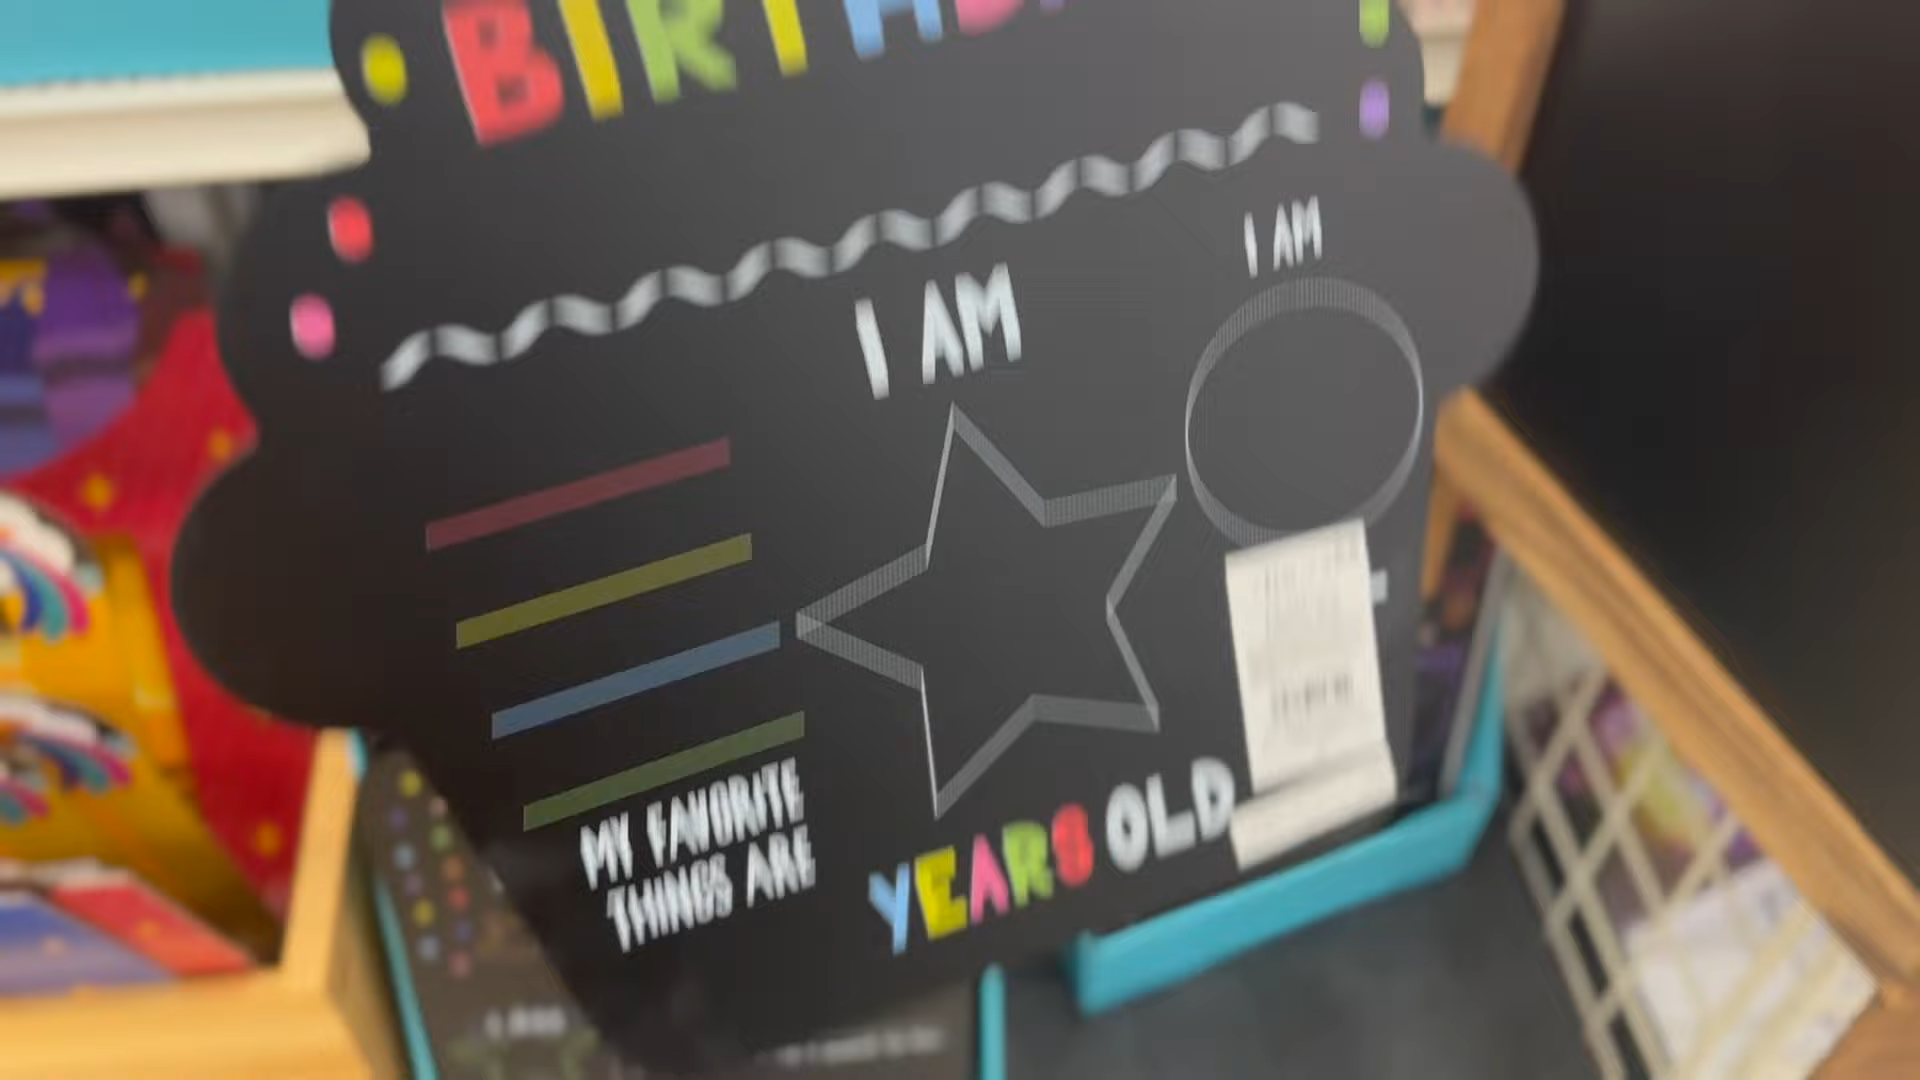 BIRTHD
I AM
I AM
MY FAVORITE
THINGS ARE
YEARS OLD